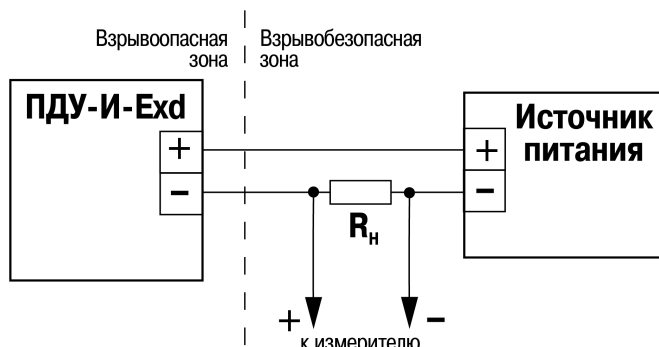 Взрывоопасная зона
Взрывобезопасная зона
ПДУ-И-Exd
+
−
Источник питания
+
−
Rн
+
−
к измерителю